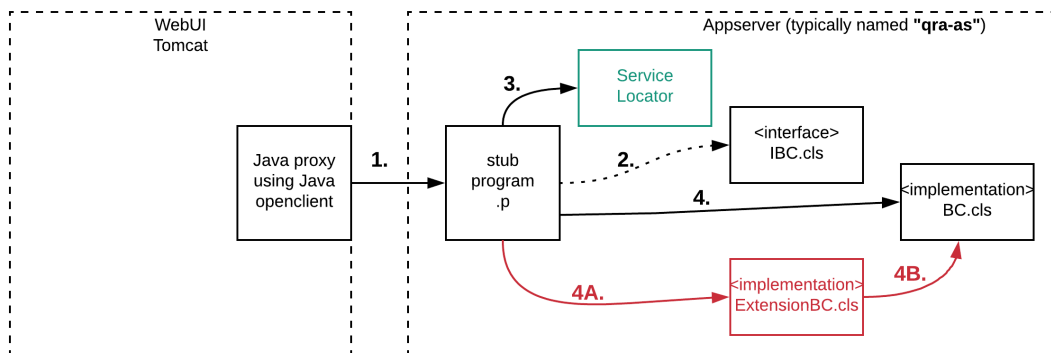 WebUI
Tomcat
Appserver (typically named "qra-as")
3.
Service
Locator
<interface>
IBC.cls
Java proxy
using Java
openclient
1.
stub
program
.p
2.
4.
<implementation>
BC.cls
4A.
<implementation>
ExtensionBC.cls
4B.